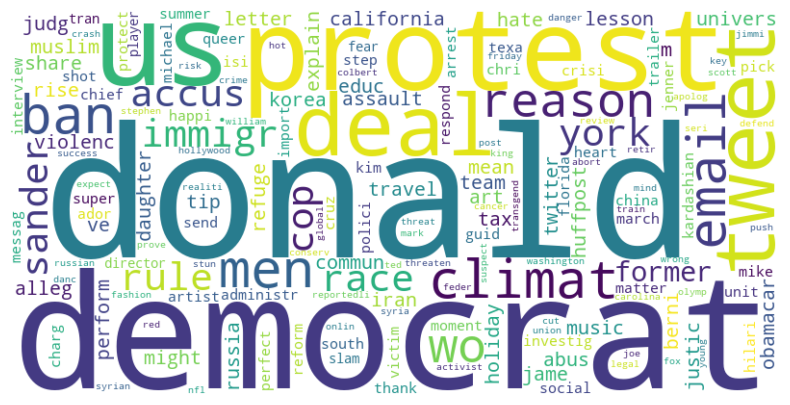 judg tran summer letter california hate danger lesson univers
crash player michael queer explain fear step texa arrest trailer m jimmi
us protest
muslim protect isi crisi key
share shot hot colbert chri friday scott
interview rise risk chief crime accus educ assault respond reason jenner apolog pick tweet
ban stephen happi korea importo review seri defend
violenc william immigr deal post king york heart abort retir email
success hollywood mean
sander expect realiti daughter refuge kim team twitter florida china mind kardashian
donald
messag super ador ve tip send cop global cruz travel art threat mark polici tax guid huffpost transgend cancer march train push
prove director conserv ted threaten suspect washington wrong
russian stun commun
alleg danc rule men race climat former mike
perform fashion artist administr reportedli iran syria feder carolina matter unit olymp
democrat
charg red might russia onlin south reform moment wo cut union music joe berni fox hilari obamacar
perfect slam victim activist holiday jame investig abus legal justic young
syrian nfl thank social